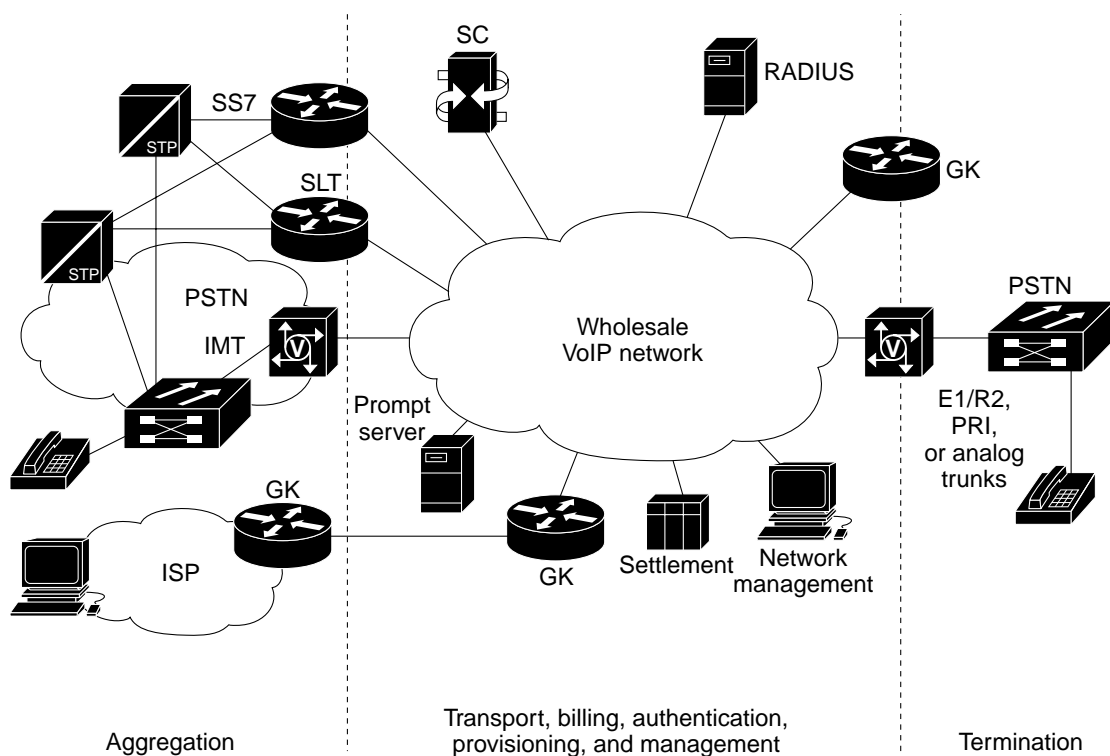 SC
RADIUS
SS7
STP
GK
SLT
STP
PSTN
PSTN
IMT
V
Wholesale
VoIP network
V
Prompt
server
E1/R2,
PRI,
or analog
trunks
GK
ISP
GK
Settlement
Network
management
Aggregation
Transport, billing, authentication,
provisioning, and management
Termination